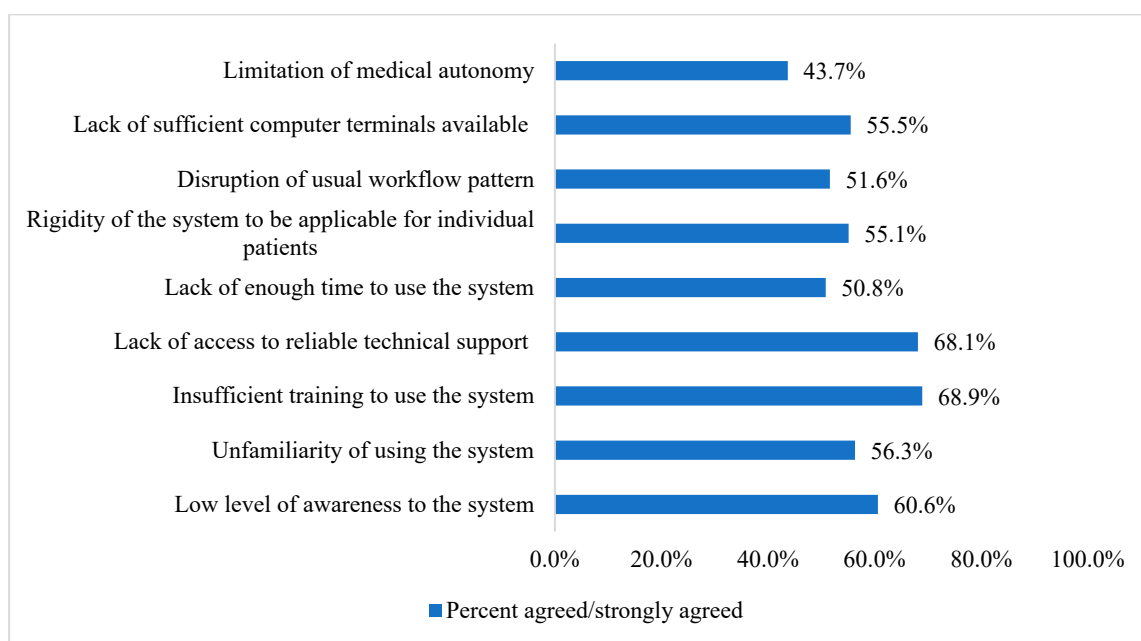 Limitation of medical autonomy 43.7%
Lack of sufficient computer terminals available 55.5%
Disruption of usual workflow pattern 51.6%
Rigidity of the system to be applicable for individual
patients 55.1%
Lack of enough time to use the system 50.8%
Lack of access to reliable technical support 68.1%
Insufficient training to use the system 68.9%
Unfamiliarity of using the system 56.3%
Low level of awareness to the system 60.6%
0.0% 20.0% 40.0% 60.0% 80.0% 100.0%
Percent agreed/strongly agreed